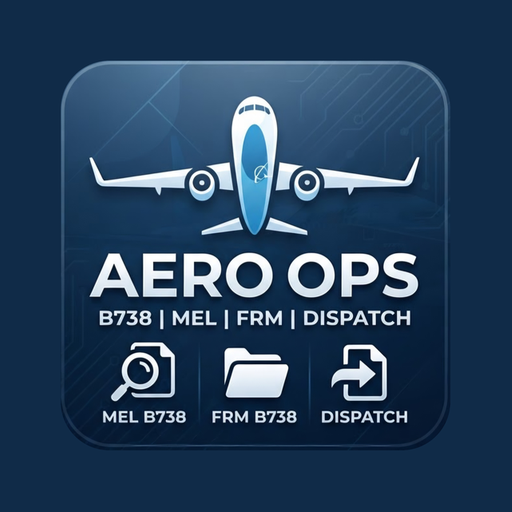 AERO OPS
B738 | MEL | FRM | DISPATCH
MEL B738 FRM B738 DISPATCH